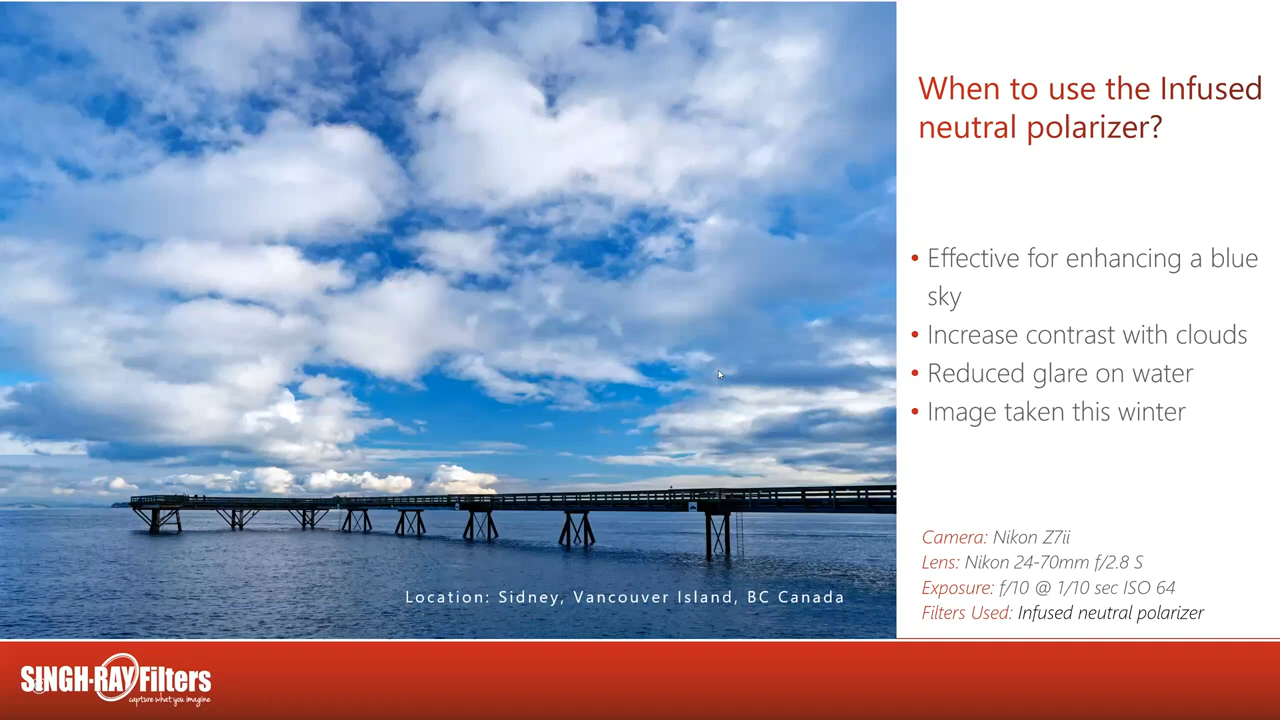 When to use the Infused
neutral polarizer?
• Effective for enhancing a blue
sky
• Increase contrast with clouds
• Reduced glare on water
• Image taken this winter
Camera: Nikon Z7ii
Lens: Nikon 24-70mm f/2.8 S
Exposure: f/10 @ 1/10 sec ISO 64
Filters Used: Infused neutral polarizer
Location: Sidney, Vancouver Island, BC Canada
SINGH-RAY Filters
capture what you imagine.